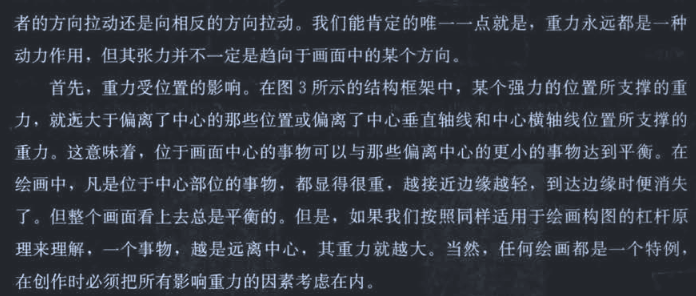 者的方向拉动还是向相反的方向拉动。我们能肯定的唯一一点就是，重力永远都是一种
动力作用，但其张力并不一定是趋向于画面中的某个方向。
首先，重力受位置的影响。在图 3 所示的结构框架中，某个强力的位置所支撑的重
力，就远大于偏离了中心的那些位置或偏离了中心垂直轴线和中心横轴线位置所支撑的
重力。这意味着，位于画面中心的事物可以与那些偏离中心的更小的事物达到平衡。在
绘画中，凡是位于中心部位的事物，都显得很重，越接近边缘越轻，到达边缘时便消失
了。但整个画面看上去总是平衡的。但是，如果我们按照同样适用于绘画构图的杠杆原
理来理解，一个事物，越是远离中心，其重力就越大。当然，任何绘画都是一个特例，
在创作时必须把所有影响重力的因素考虑在内。